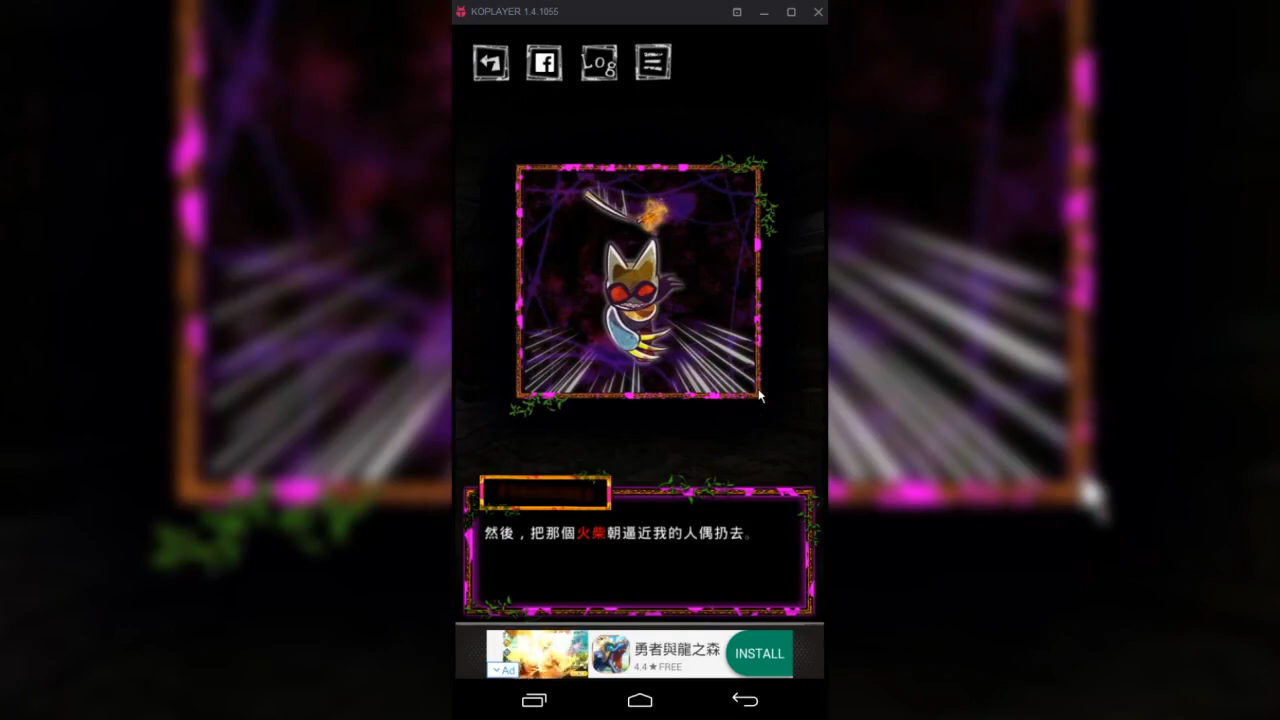 KOPLAYER 1.4.1055
Log
然後，把那個火柴朝逼近我的人偶扔去。
勇者與龍之森
4.4★FREE
INSTALL
Ad